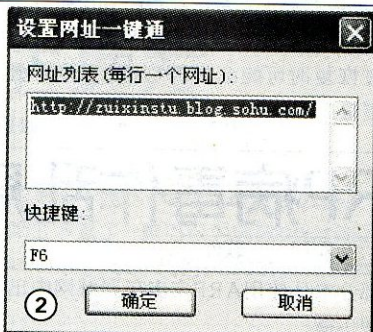 设置网址一键通
网址列表(每行一个网址):
http://zuixinstu.blog.sohu.com/
快捷键:
F6
② 确定 取消